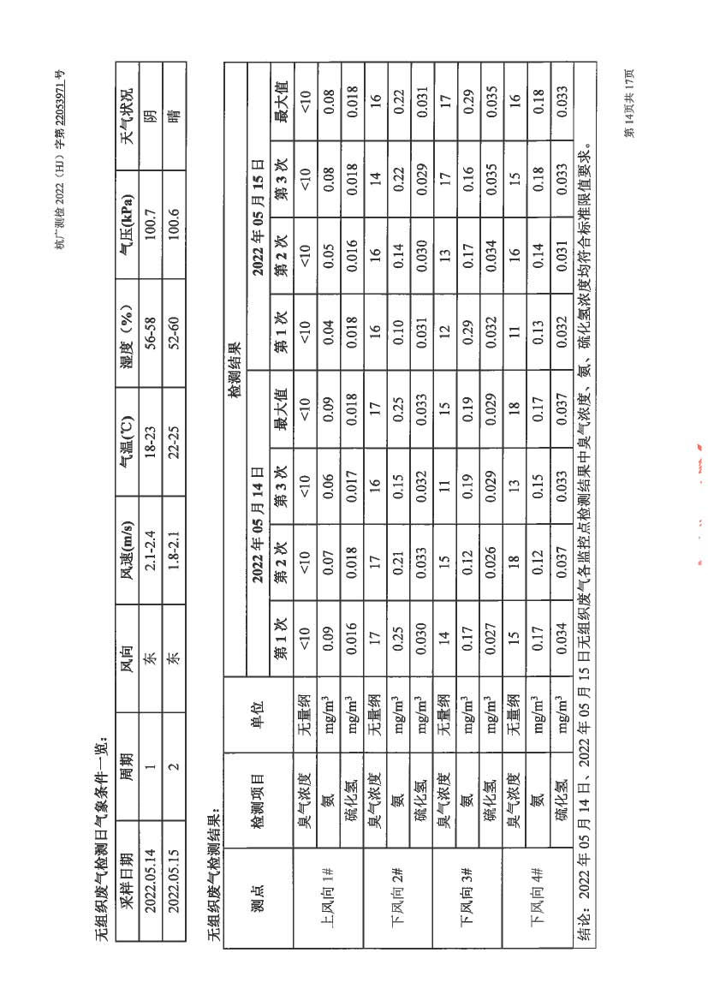 杭广测检 2022（HJ）字第 22053971 号
无组织废气检测日气象条件一览：
采样日期 周期 风向 风速(m/s) 气温(℃) 湿度（%） 气压(kPa) 天气状况
2022.05.14 1 东 2.1-2.4 18-23 56-58 100.7 阴
2022.05.15 2 东 1.8-2.1 22-25 52-60 100.6 晴
无组织废气检测结果：
测点 检测项目 单位 检测结果
2022 年 05 月 14 日 2022 年 05 月 15 日
第 1 次 第 2 次 第 3 次 最大值 第 1 次 第 2 次 第 3 次 最大值
上风向 1# 臭气浓度 无量纲 <10 <10 <10 <10 <10 <10 <10 <10
氨 mg/m³ 0.09 0.07 0.06 0.09 0.04 0.05 0.08 0.08
硫化氢 mg/m³ 0.016 0.018 0.017 0.018 0.018 0.016 0.018 0.018
下风向 2# 臭气浓度 无量纲 17 17 16 17 16 16 14 16
氨 mg/m³ 0.25 0.21 0.15 0.25 0.10 0.14 0.22 0.22
硫化氢 mg/m³ 0.030 0.033 0.032 0.033 0.031 0.030 0.029 0.031
下风向 3# 臭气浓度 无量纲 14 15 11 15 12 13 17 17
氨 mg/m³ 0.17 0.12 0.19 0.19 0.29 0.17 0.16 0.29
硫化氢 mg/m³ 0.027 0.026 0.029 0.029 0.032 0.034 0.035 0.035
下风向 4# 臭气浓度 无量纲 15 18 13 18 11 16 15 16
氨 mg/m³ 0.17 0.12 0.15 0.17 0.13 0.14 0.18 0.18
硫化氢 mg/m³ 0.034 0.037 0.033 0.037 0.032 0.031 0.033 0.033
结论：2022 年 05 月 14 日、2022 年 05 月 15 日无组织废气各监控点检测结果中臭气浓度、氨、硫化氢浓度均符合标准限值要求。
第 14页共 17页